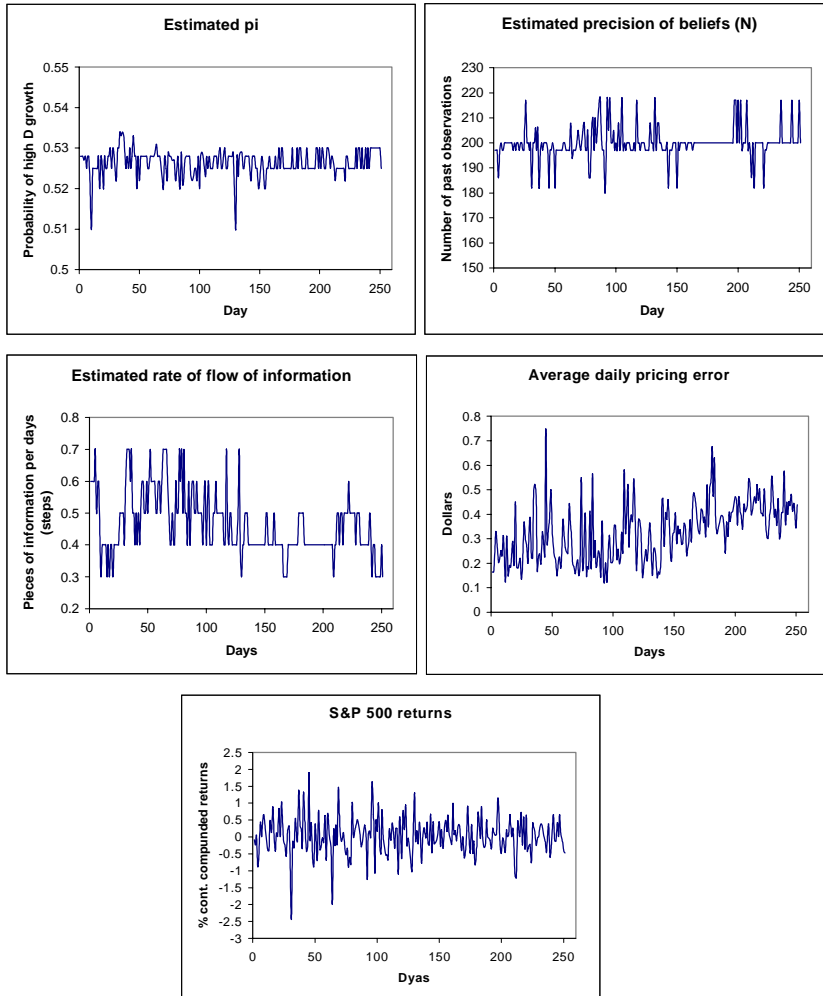 Estimated pi
0.55
0.54
0.53
0.52
0.51
0.5
0 50 100 150 200 250
Day
Probability of high D growth
Estimated precision of beliefs (N)
230
220
210
200
190
180
170
160
150
0 50 100 150 200 250
Day
Number of past observations
Estimated rate of flow of information
0.8
0.7
0.6
0.5
0.4
0.3
0.2
0 50 100 150 200 250
Days
Pieces of information per days
(steps)
Average daily pricing error
0.8
0.7
0.6
0.5
0.4
0.3
0.2
0.1
0
0 50 100 150 200 250
Days
Dollars
S&P 500 returns
2.5
2
1.5
1
0.5
0
-0.5
-1
-1.5
-2
-2.5
-3
0 50 100 150 200 250
Dyas
% cont. compunded returns